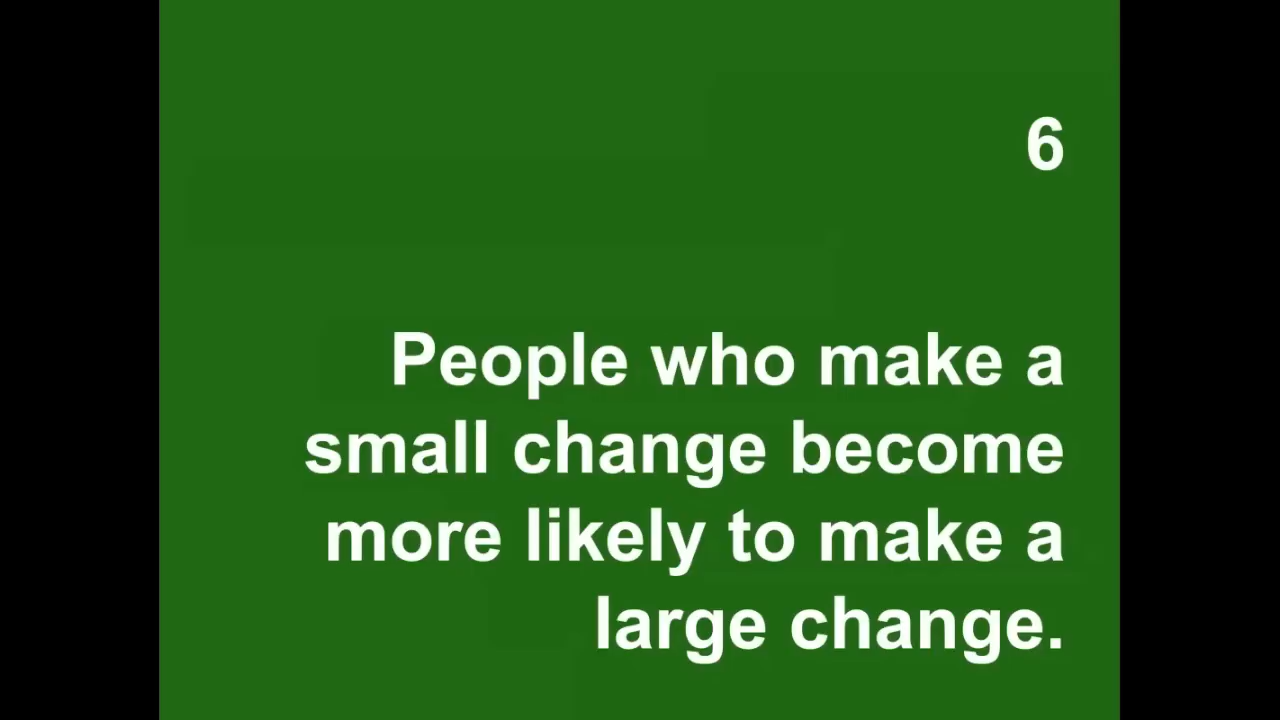 6
People who make a
small change become
more likely to make a
large change.